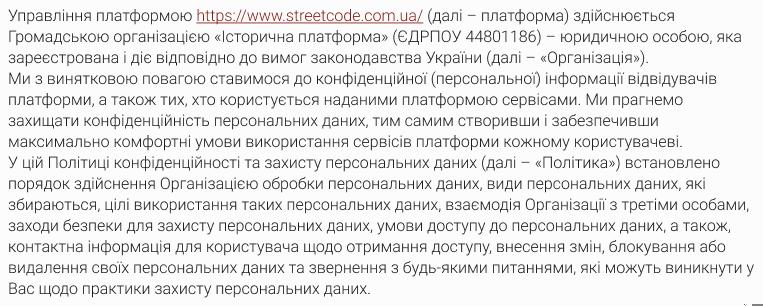 Управління платформою https://www.streetcode.com.ua/ (далі – платформа) здійснюється
Громадською організацією «Історична платформа» (ЄДРПОУ 44801186) – юридичною особою, яка
зареєстрована і діє відповідно до вимог законодавства України (далі – «Організація»).
Ми з винятковою повагою ставимося до конфіденційної (персональної) інформації відвідувачів
платформи, а також тих, хто користується наданими платформою сервісами. Ми прагнемо
захищати конфіденційність персональних даних, тим самим створивши і забезпечивши
максимально комфортні умови використання сервісів платформи кожному користувачеві.
У цій Політиці конфіденційності та захисту персональних даних (далі – «Політика») встановлено
порядок здійснення Організацією обробки персональних даних, види персональних даних, які
збираються, цілі використання таких персональних даних, взаємодія Організації з третіми особами,
заходи безпеки для захисту персональних даних, умови доступу до персональних даних, а також,
контактна інформація для користувача щодо отримання доступу, внесення змін, блокування або
видалення своїх персональних даних та звернення з будь-якими питаннями, які можуть виникнути у
Вас щодо практики захисту персональних даних.